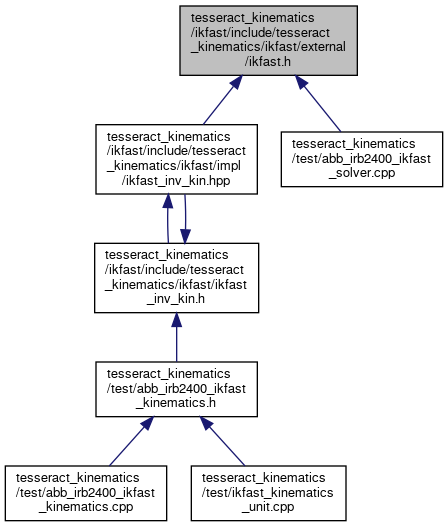 tesseract_kinematics
/ikfast/include/tesseract
_kinematics/ikfast/external
/ikfast.h
tesseract_kinematics
/ikfast/include/tesseract
_kinematics/ikfast/impl
/ikfast_inv_kin.hpp
tesseract_kinematics
/test/abb_irb2400_ikfast
_solver.cpp
tesseract_kinematics
/ikfast/include/tesseract
_kinematics/ikfast/ikfast
_inv_kin.h
tesseract_kinematics
/test/abb_irb2400_ikfast
_kinematics.h
tesseract_kinematics
/test/abb_irb2400_ikfast
_kinematics.cpp
tesseract_kinematics
/test/ikfast_kinematics
_unit.cpp